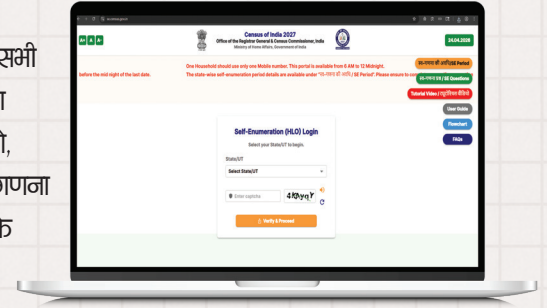 सभी
ा
ो,
गणना
के
A+ A A-
Census of India 2027
Office of the Registrar General & Census Commissioner, India
Ministry of Home Affairs, Government of India
24.04.2026
One Household should use only one Mobile number. This portal is available from 6 AM to 12 Midnight.
before the mid night of the last date.
The state-wise self-enumeration period details are available under "स्व-गणना की अवधि / SE Period". Please ensure to
स्व-गणना की अवधि/SE Period
स्व-गणना प्रश्न / SE Questions
Tutorial Video / ट्यूटोरियल वीडियो
User Guide
Flowchart
FAQs
Self-Enumeration (HLO) Login
Select your State/UT to begin.
State/UT
Select State/UT
Enter captcha
Verify & Proceed